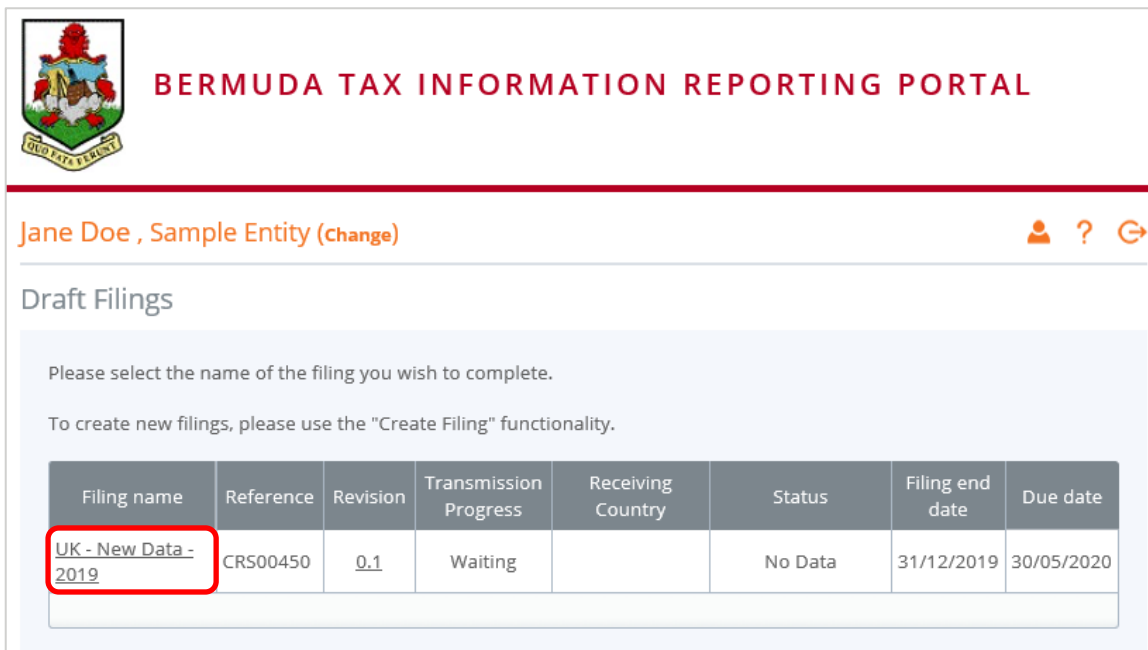 BERMUDA TAX INFORMATION REPORTING PORTAL
QUO FATA FERUNT
Jane Doe , Sample Entity (Change)
?
Draft Filings
Please select the name of the filing you wish to complete.
To create new filings, please use the "Create Filing" functionality.
Filing name Reference Revision Transmission Progress Receiving Country Status Filing end date Due date
UK - New Data - 2019 CRS00450 0.1 Waiting No Data 31/12/2019 30/05/2020